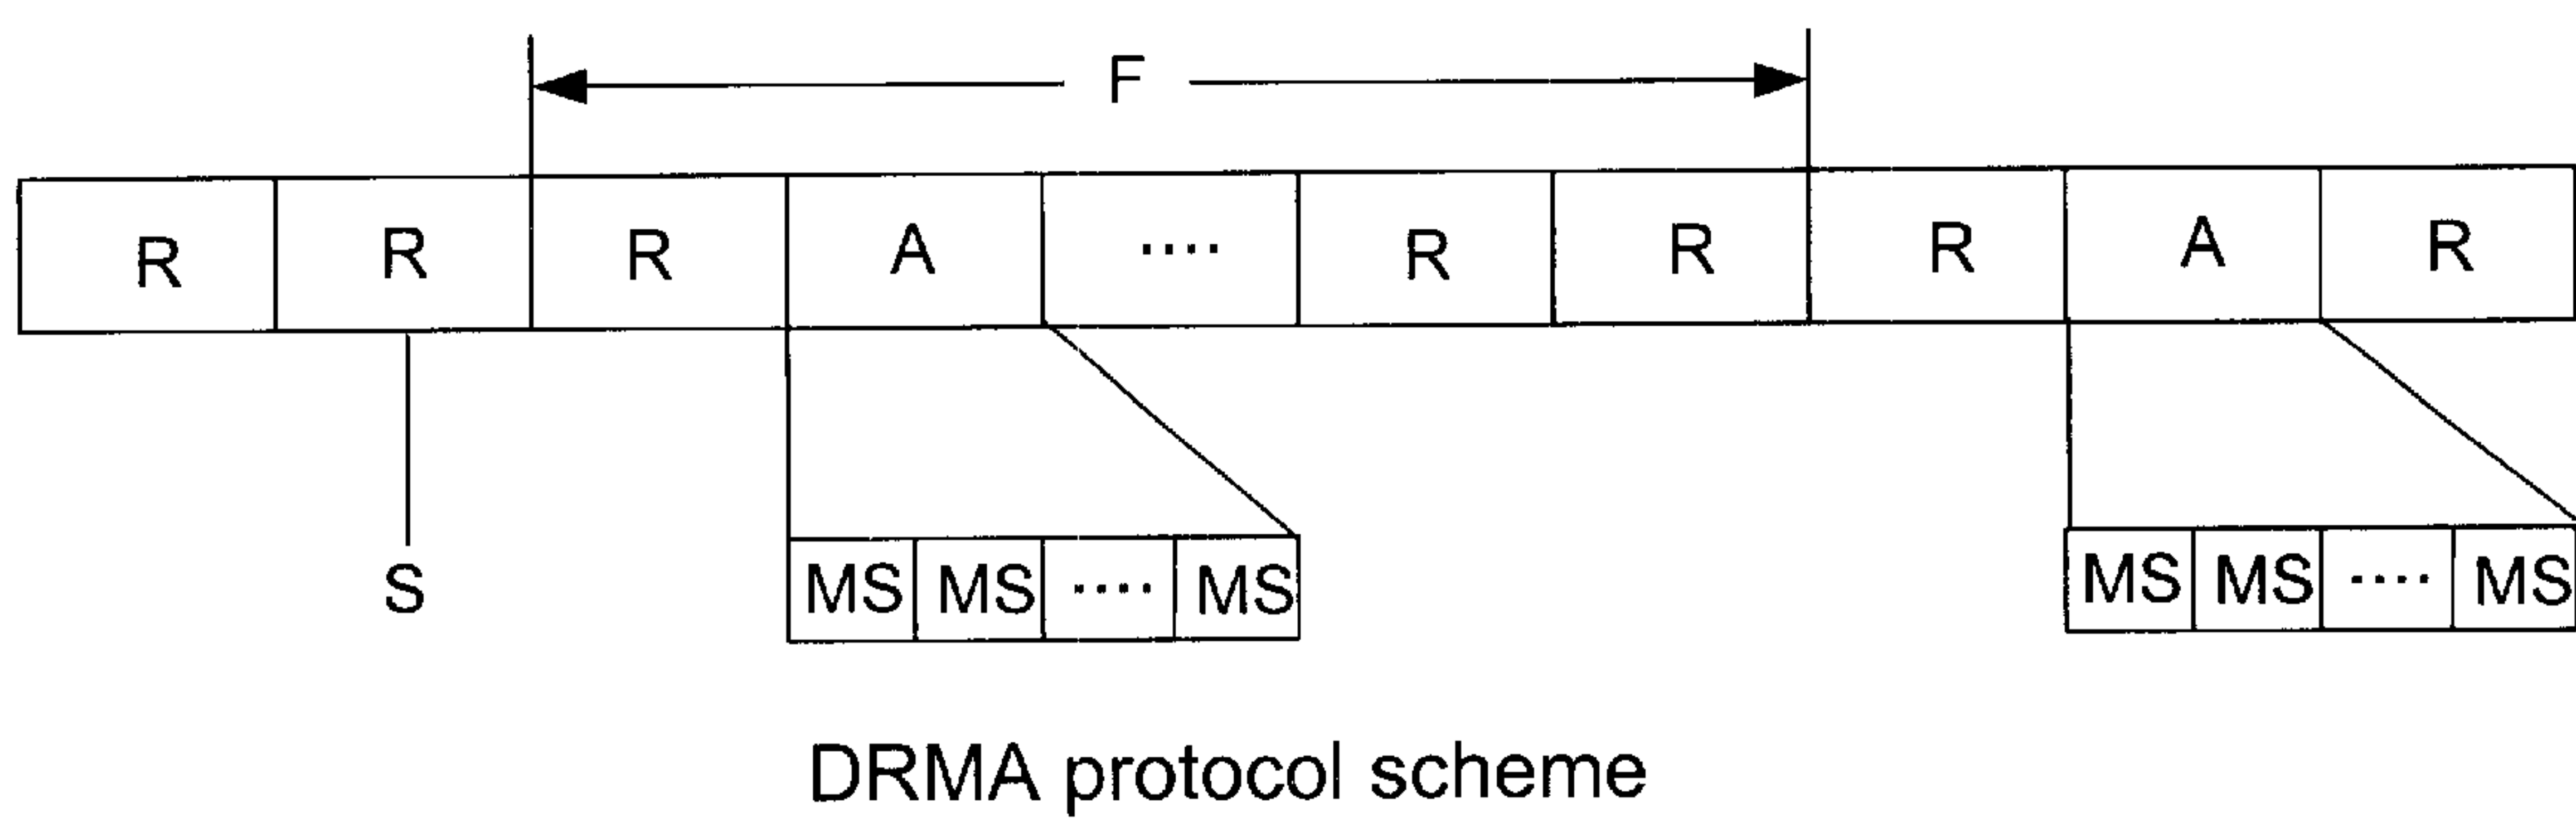 F
R R R A .... R R R A R
S
MS MS .... MS MS MS .... MS
DRMA protocol scheme